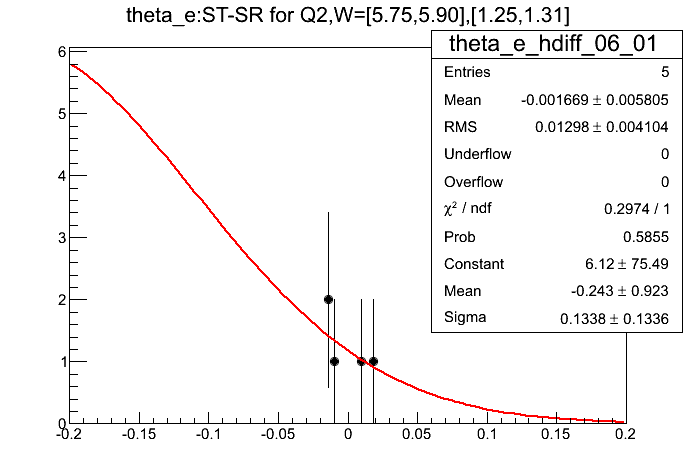 theta_e:ST-SR for Q2,W=[5.75,5.90],[1.25,1.31]
theta_e_hdiff_06_01
Entries 5
Mean -0.001669 ± 0.005805
RMS 0.01298 ± 0.004104
Underflow 0
Overflow 0
χ² / ndf 0.2974 / 1
Prob 0.5855
Constant 6.12 ± 75.49
Mean -0.243 ± 0.923
Sigma 0.1338 ± 0.1336
6
5
4
3
2
1
0
-0.2 -0.15 -0.1 -0.05 0 0.05 0.1 0.15 0.2